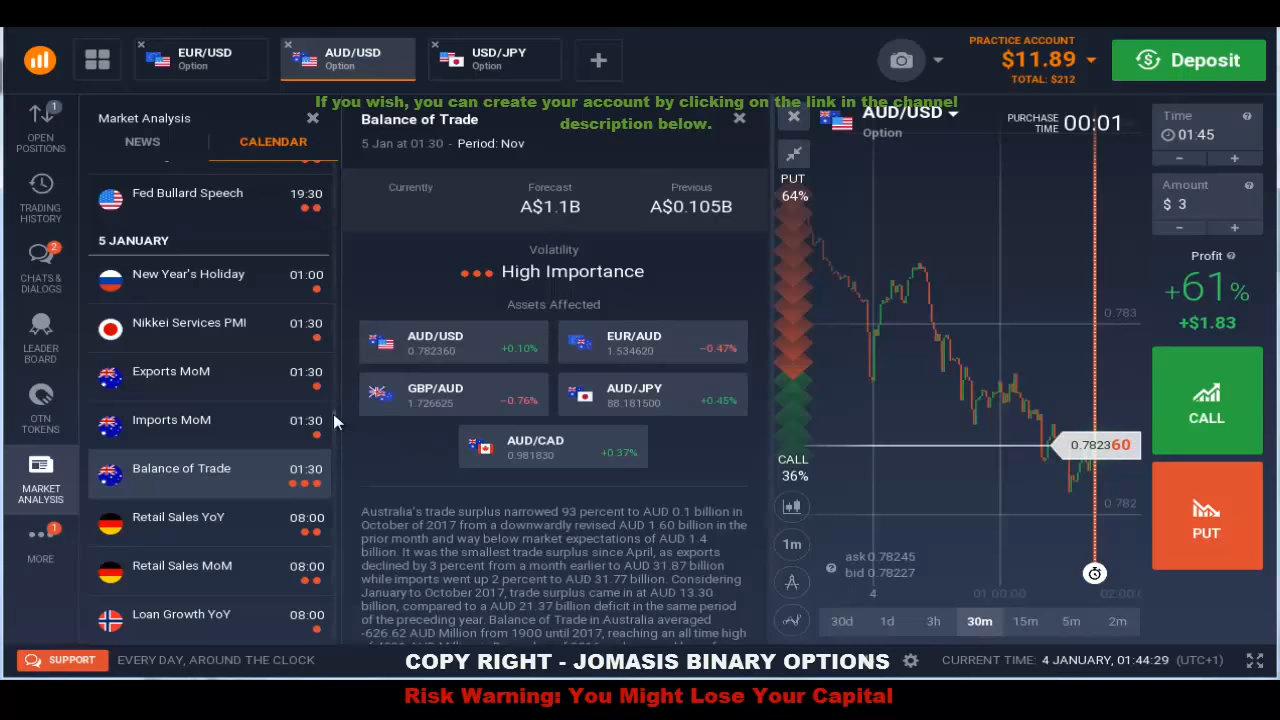 EUR/USD
Option
AUD/USD
Option
USD/JPY
Option
PRACTICE ACCOUNT
$11.89
TOTAL: $212
Deposit
If you wish, you can create your account by clicking on the link in the channel
description below.
1
OPEN
POSITIONS
TRADING
HISTORY
2
CHATS &
DIALOGS
LEADER
BOARD
OTN
TOKENS
MARKET
ANALYSIS
1
MORE
Market Analysis
NEWS
CALENDAR
Fed Bullard Speech 19:30
5 JANUARY
New Year's Holiday 01:00
Nikkei Services PMI 01:30
Exports MoM 01:30
Imports MoM 01:30
Balance of Trade 01:30
Retail Sales YoY 08:00
Retail Sales MoM 08:00
Loan Growth YoY 08:00
Balance of Trade
5 Jan at 01:30 - Period: Nov
Currently
Forecast
A$1.1B
Previous
A$0.105B
Volatility
High Importance
Assets Affected
AUD/USD
0.782360 +0.10%
EUR/AUD
1.534620 −0.47%
GBP/AUD
1.726625 −0.76%
AUD/JPY
88.181500 +0.45%
AUD/CAD
0.981830 +0.37%
Australia's trade surplus narrowed 93 percent to AUD 0.1 billion in
October of 2017 from a downwardly revised AUD 1.60 billion in the
prior month and way below market expectations of AUD 1.4
billion. It was the smallest trade surplus since April, as exports
declined by 3 percent from a month earlier to AUD 31.87 billion
while imports went up 2 percent to AUD 31.77 billion. Considering
January to October 2017, trade surplus came in at AUD 13.30
billion, compared to a AUD 21.37 billion deficit in the same period
of the preceding year. Balance of Trade in Australia averaged
-626.62 AUD Million from 1900 until 2017, reaching an all time high
AUD/USD
Option
PURCHASE
TIME
00:01
PUT
64%
CALL
36%
1m
0.783
0.782360
0.782
ask 0.78245
bid 0.78227
4
01:00:00
02:00:0
30d
1d
3h
30m
15m
5m
2m
Time
01:45
−
+
Amount
$ 3
−
+
Profit
+61%
+$1.83
CALL
PUT
SUPPORT
EVERY DAY, AROUND THE CLOCK
COPY RIGHT - JOMASIS BINARY OPTIONS
CURRENT TIME: 4 JANUARY, 01:44:29 (UTC+1)
Risk Warning: You Might Lose Your Capital